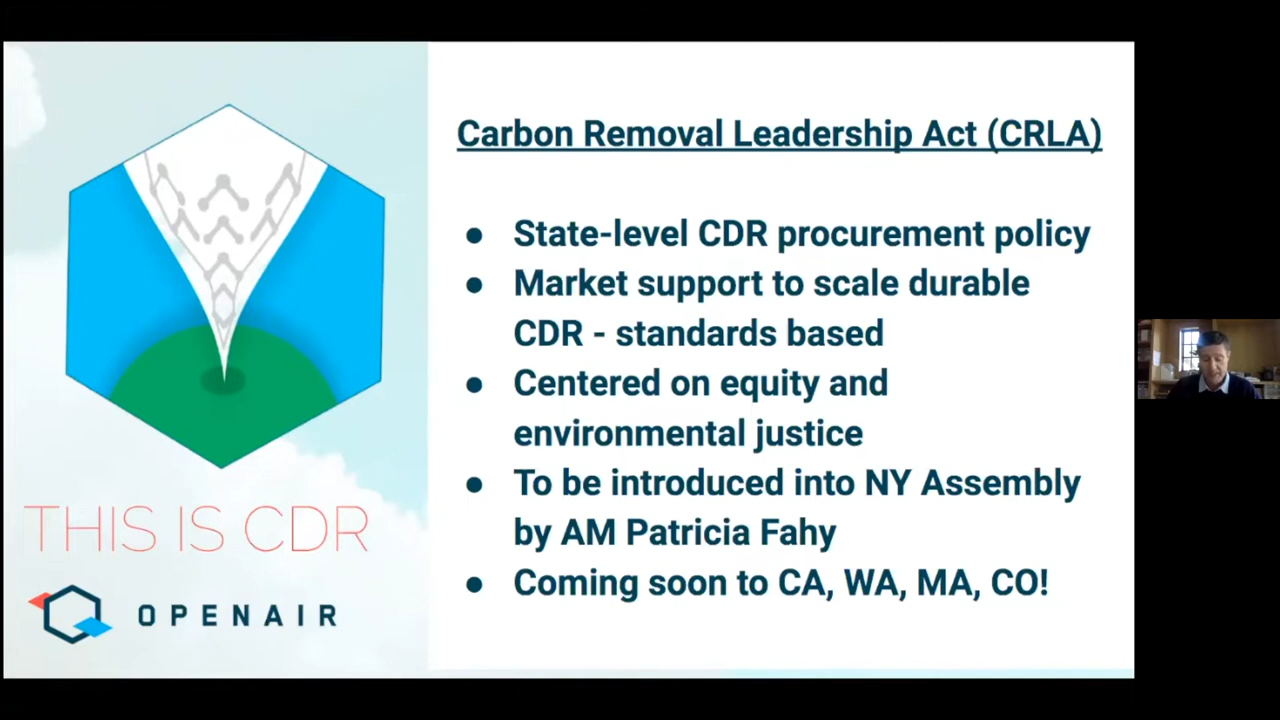 Carbon Removal Leadership Act (CRLA)
● State-level CDR procurement policy
● Market support to scale durable
CDR - standards based
● Centered on equity and
environmental justice
● To be introduced into NY Assembly
by AM Patricia Fahy
● Coming soon to CA, WA, MA, CO!
THIS IS CDR
OPENAIR